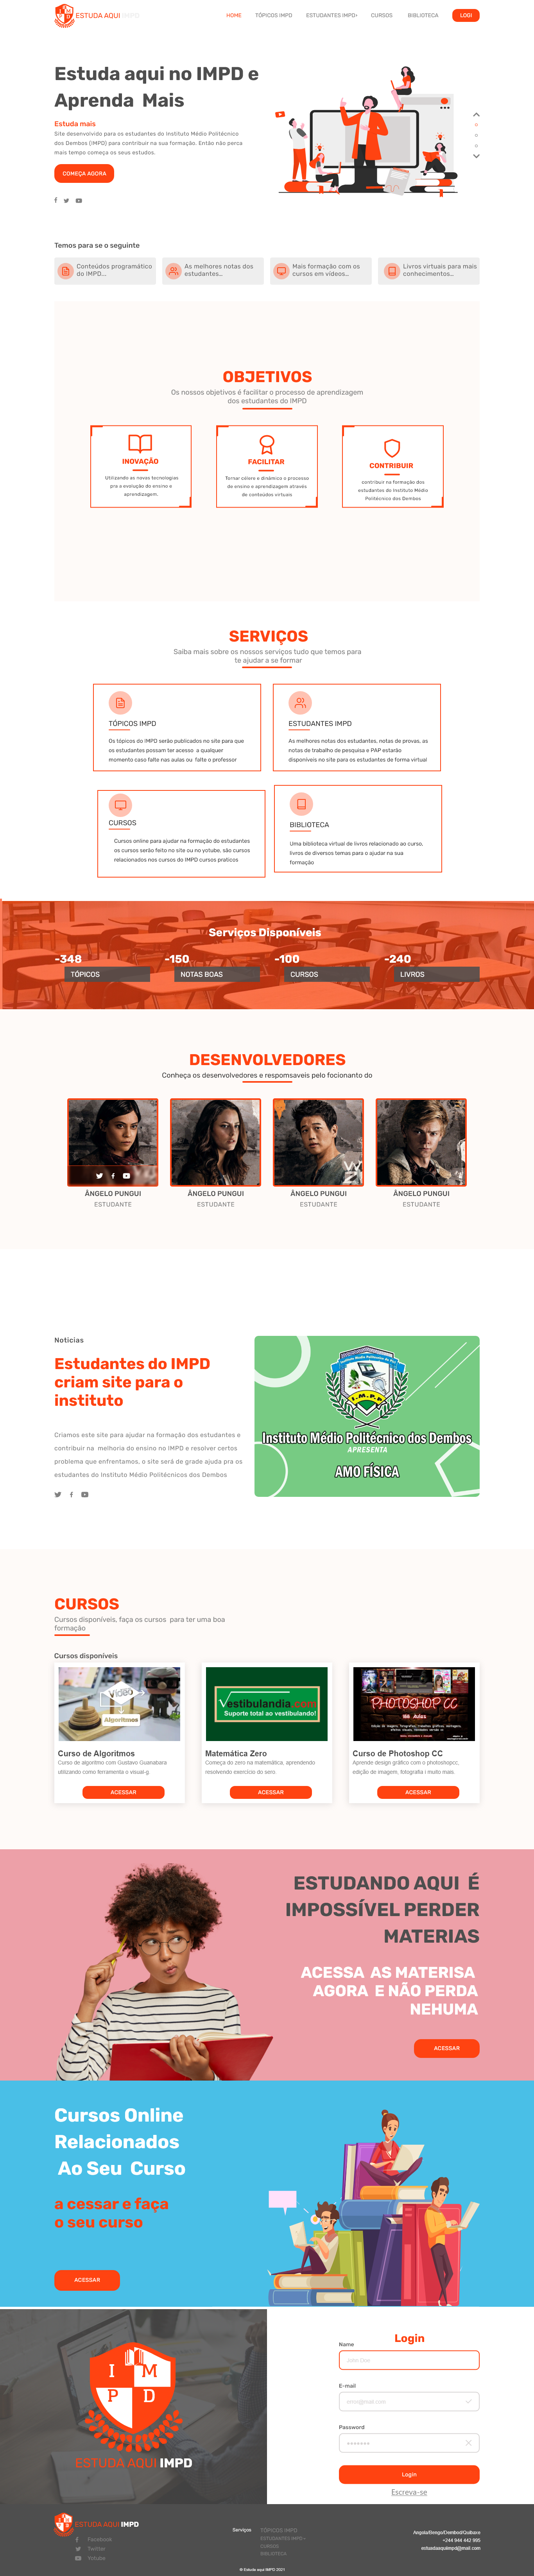 ESTUDA AQUI IMPD
HOME
TÓPICOS IMPD
ESTUDANTES IMPD
CURSOS
BIBLIOTECA
LOGI
Estuda aqui no IMPD e
Aprenda Mais
Estuda mais
Site desenvolvido para os estudantes do Instituto Médio Politécnico
dos Dembos (IMPD) para contribuir na sua formação. Então não perca
mais tempo começa os seus estudos.
COMEÇA AGORA
Temos para se o seguinte
Conteúdos programático
do IMPD...
As melhores notas dos
estudantes...
Mais formação com os
cursos em vídeos...
Livros virtuais para mais
conhecimentos...
OBJETIVOS
Os nossos objetivos é facilitar o processo de aprendizagem
dos estudantes do IMPD
INOVAÇÃO
Utilizando as novas tecnologias
pra a evolução do ensino e
aprendizagem.
FACILITAR
Tornar célere e dinâmico o processo
de ensino e aprendizagem através
de conteúdos virtuais
CONTRIBUIR
contribuir na formação dos
estudantes do Instituto Médio
Politécnico dos Dembos
SERVIÇOS
Saiba mais sobre os nossos serviços tudo que temos para
te ajudar a se formar
TÓPICOS IMPD
Os tópicos do IMPD serão publicados no site para que
os estudantes possam ter acesso a qualquer
momento caso falte nas aulas ou falte o professor
ESTUDANTES IMPD
As melhores notas dos estudantes, notas de provas, as
notas de trabalho de pesquisa e PAP estarão
disponíveis no site para os estudantes de forma virtual
CURSOS
Cursos online para ajudar na formação do estudantes
os cursos serão feito no site ou no yotube, são cursos
relacionados nos cursos do IMPD cursos praticos
BIBLIOTECA
Uma biblioteca virtual de livros relacionado ao curso,
livros de diversos temas para o ajudar na sua
formação
Serviços Disponíveis
-348
TÓPICOS
-150
NOTAS BOAS
-100
CURSOS
-240
LIVROS
DESENVOLVEDORES
Conheça os desenvolvedores e respomsaveis pelo focionanto do
ÂNGELO PUNGUI
ESTUDANTE
ÂNGELO PUNGUI
ESTUDANTE
ÂNGELO PUNGUI
ESTUDANTE
ÂNGELO PUNGUI
ESTUDANTE
Noticias
Estudantes do IMPD
criam site para o
instituto
Criamos este site para ajudar na formação dos estudantes e
contribuir na melhoria do ensino no IMPD e resolver certos
problema que enfrentamos, o site será de grade ajuda pra os
estudantes do Instituto Médio Politécnicos dos Dembos
I.M.P.D
Instituto Médio Politécnico dos Dembos
APRESENTA
AMO FÍSICA
CURSOS
Cursos disponíveis, faça os cursos para ter uma boa
formação
Cursos disponíveis
Vídeo
Algoritmos
Curso de Algoritmos
Curso de algoritmo com Gustavo Guanabara
utilizando como ferramenta o visual-g.
ACESSAR
Vestibulandia.com
Suporte total ao vestibulando!
Matemática Zero
Começa do zero na matemática, aprendendo
resolvendo exercício do sero.
ACESSAR
PHOTOSHOP CC
166 Aulas
Curso de Photoshop CC
Aprende design gráfico com o photoshopcc,
edição de imagem, fotografia i muito mais.
ACESSAR
ESTUDANDO AQUI É
IMPOSSÍVEL PERDER
MATERIAS
ACESSA AS MATERISA
AGORA E NÃO PERDA
NEHUMA
ACESSAR
Cursos Online
Relacionados
Ao Seu Curso
a cessar e faça
o seu curso
ACESSAR
I M
P D
ESTUDA AQUI IMPD
Login
Name
John Doe
E-mail
Password
Login
Escreva-se
ESTUDA AQUI IMPD
Facebook
Twitter
Yotube
Serviços
TÓPICOS IMPD
ESTUDANTES IMPD
CURSOS
BIBLIOTECA
Angola/Bengo/Dembod/Quibaxe
+244 944 442 995
estuadaaquiimpd@mail.com
® Estuda aqui IMPD 2021